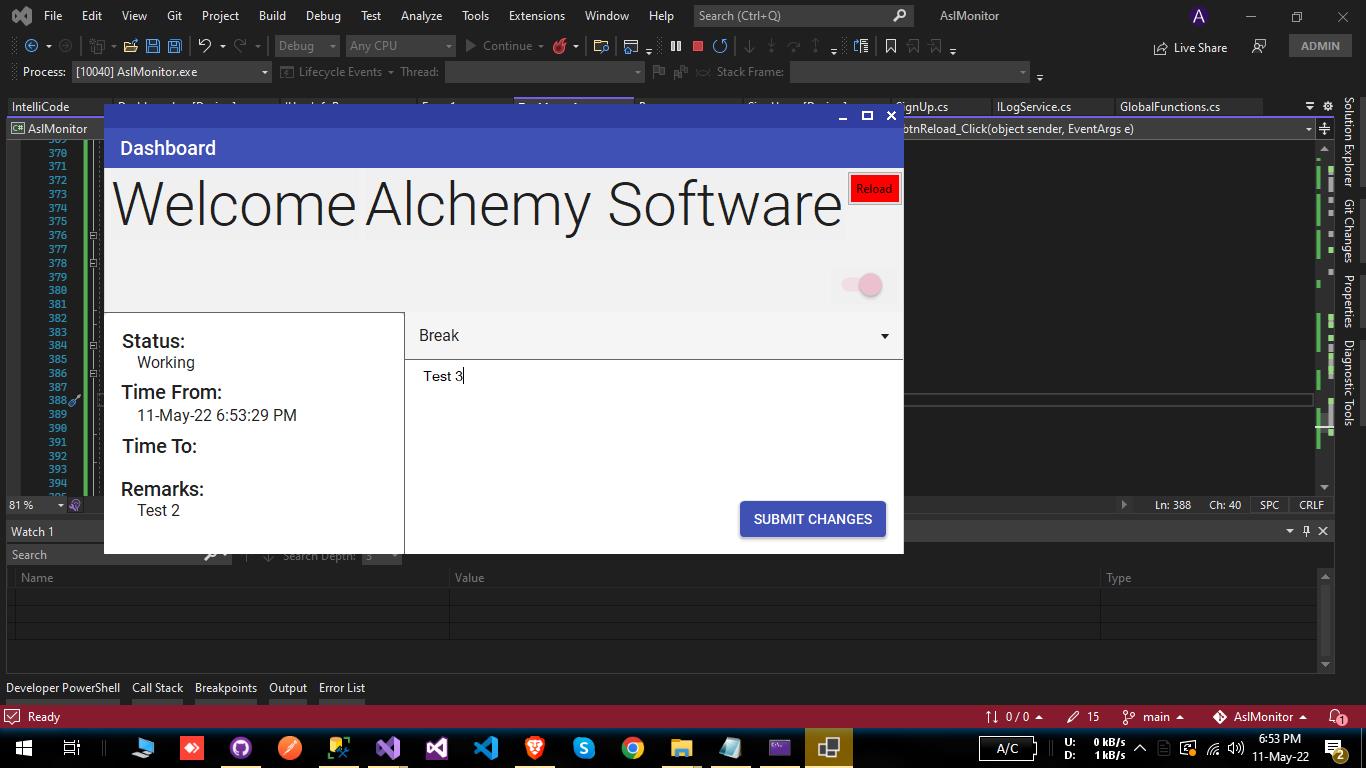 File Edit View Git Project Build Debug Test Analyze Tools Extensions Window Help Search (Ctrl+Q) AslMonitor A
Debug Any CPU Continue Live Share ADMIN
Process: [10040] AslMonitor.exe Lifecycle Events Thread: Stack Frame:
IntelliCode SignUp.cs ILogService.cs GlobalFunctions.cs
AslMonitor btnReload_Click(object sender, EventArgs e)
Dashboard
Welcome Alchemy Software Reload
Status:
Working
Time From:
11-May-22 6:53:29 PM
Time To:
Remarks:
Test 2
Break
Test 3
SUBMIT CHANGES
370
371
372
373
374
375
376
377
378
379
380
381
382
383
384
385
386
387
388
389
390
391
392
393
394
Solution Explorer
Git Changes
Properties
Diagnostic Tools
81 % Ln: 388 Ch: 40 SPC CRLF
Watch 1
Search Search Depth: 3
Name Value Type
Developer PowerShell Call Stack Breakpoints Output Error List
Ready 0 / 0 15 main AslMonitor 1
A/C U: 0 kB/s 6:53 PM
D: 1 kB/s 11-May-22 2